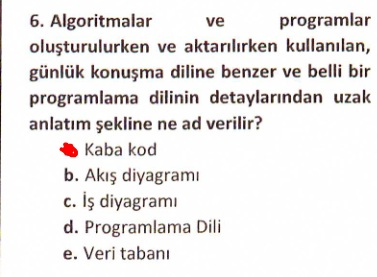 6. Algoritmalar ve programlar
oluşturulurken ve aktarılırken kullanılan,
günlük konuşma diline benzer ve belli bir
programlama dilinin detaylarından uzak
anlatım şekline ne ad verilir?
Kaba kod
b. Akış diyagramı
c. İş diyagramı
d. Programlama Dili
e. Veri tabanı